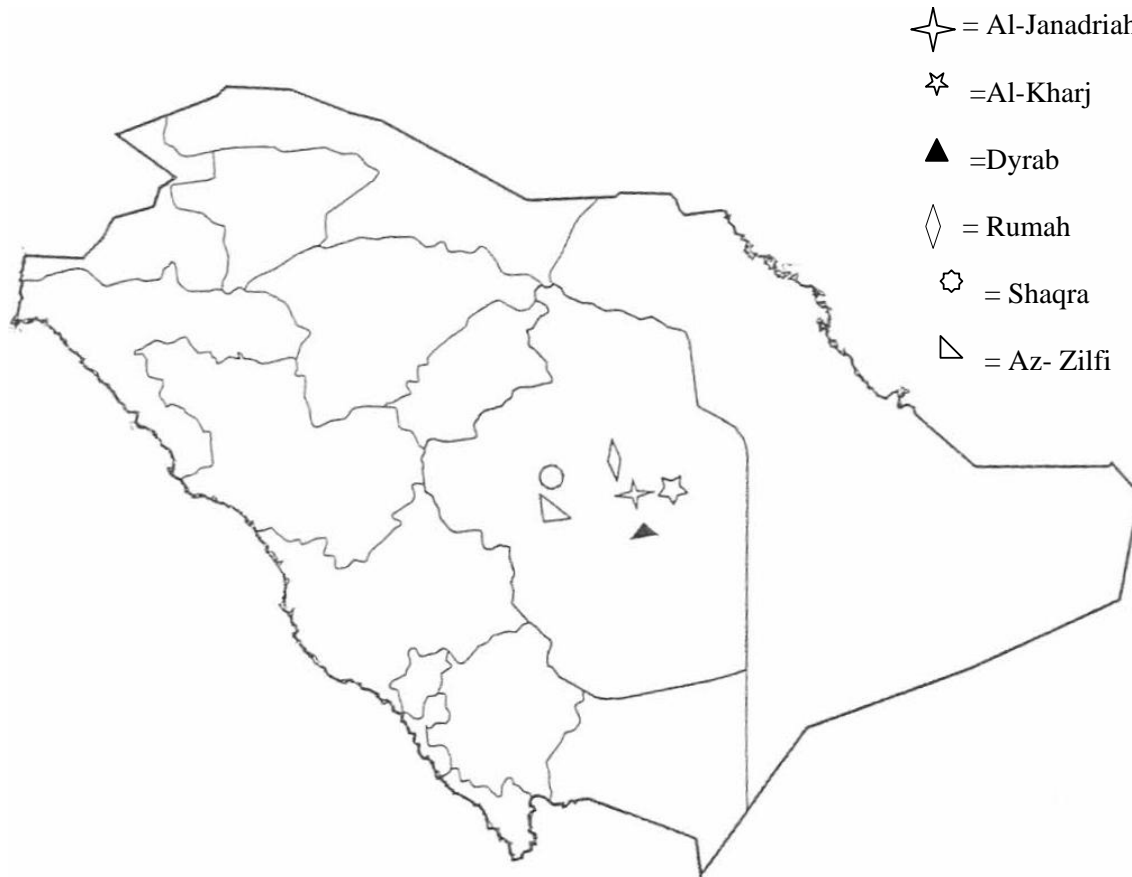 = Al-Janadriah
=Al-Kharj
=Dyrab
= Rumah
= Shaqra
= Az- Zilfi